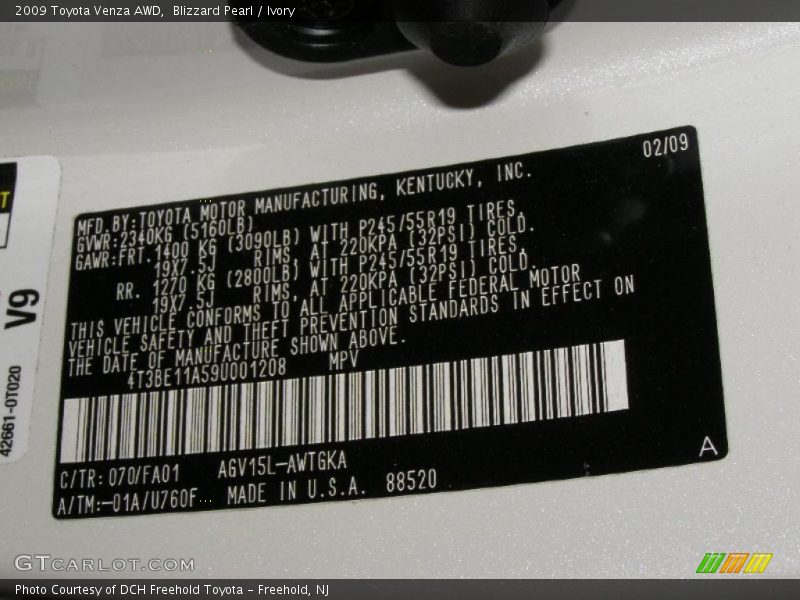 2009 Toyota Venza AWD,  Blizzard Pearl / Ivory
02/09
MFD. BY:TOYOTA MOTOR MANUFACTURING, KENTUCKY, INC.
GVWR:2340KG (5160LB)
GAWR:FRT.1400 KG (3090LB) WITH P245/55R19 TIRES,
19X7.5J RIMS, AT 220KPA (32PSI) COLD.
RR. 1270 KG (2800LB) WITH P245/55R19 TIRES,
19X7.5J RIMS, AT 220KPA (32PSI) COLD.
THIS VEHICLE CONFORMS TO ALL APPLICABLE FEDERAL MOTOR
VEHICLE SAFETY AND THEFT PREVENTION STANDARDS IN EFFECT ON
THE DATE OF MANUFACTURE SHOWN ABOVE.
4T3BE11A59U001208 MPV
C/TR: 070/FA01 AGV15L-AWTGKA
A/TM:-01A/U760F MADE IN U.S.A. 88520
A
T
V9
42661-0T020
GTCARLOT.COM
Photo Courtesy of DCH Freehold Toyota - Freehold, NJ